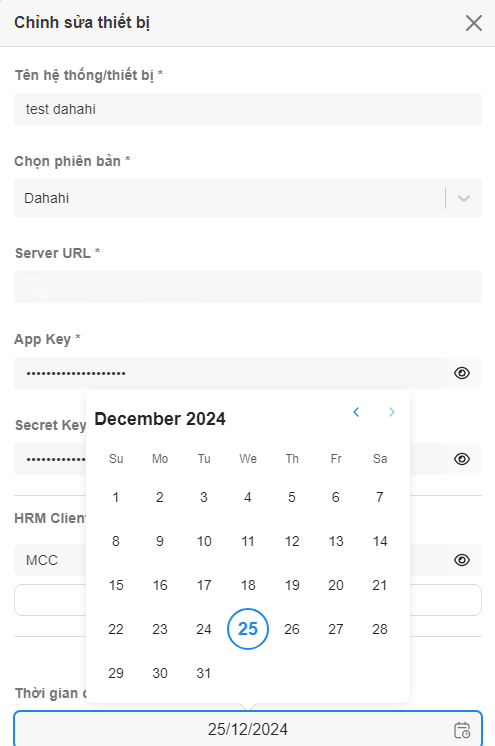 Chỉnh sửa thiết bị
Tên hệ thống/thiết bị *
test dahahi
Chọn phiên bản *
Dahahi
Server URL *
App Key *
••••••••••••••••••••
Secret Key
December 2024
Su Mo Tu We Th Fr Sa
1 2 3 4 5 6 7
8 9 10 11 12 13 14
HRM Client
MCC
15 16 17 18 19 20 21
22 23 24 25 26 27 28
29 30 31
Thời gian
25/12/2024